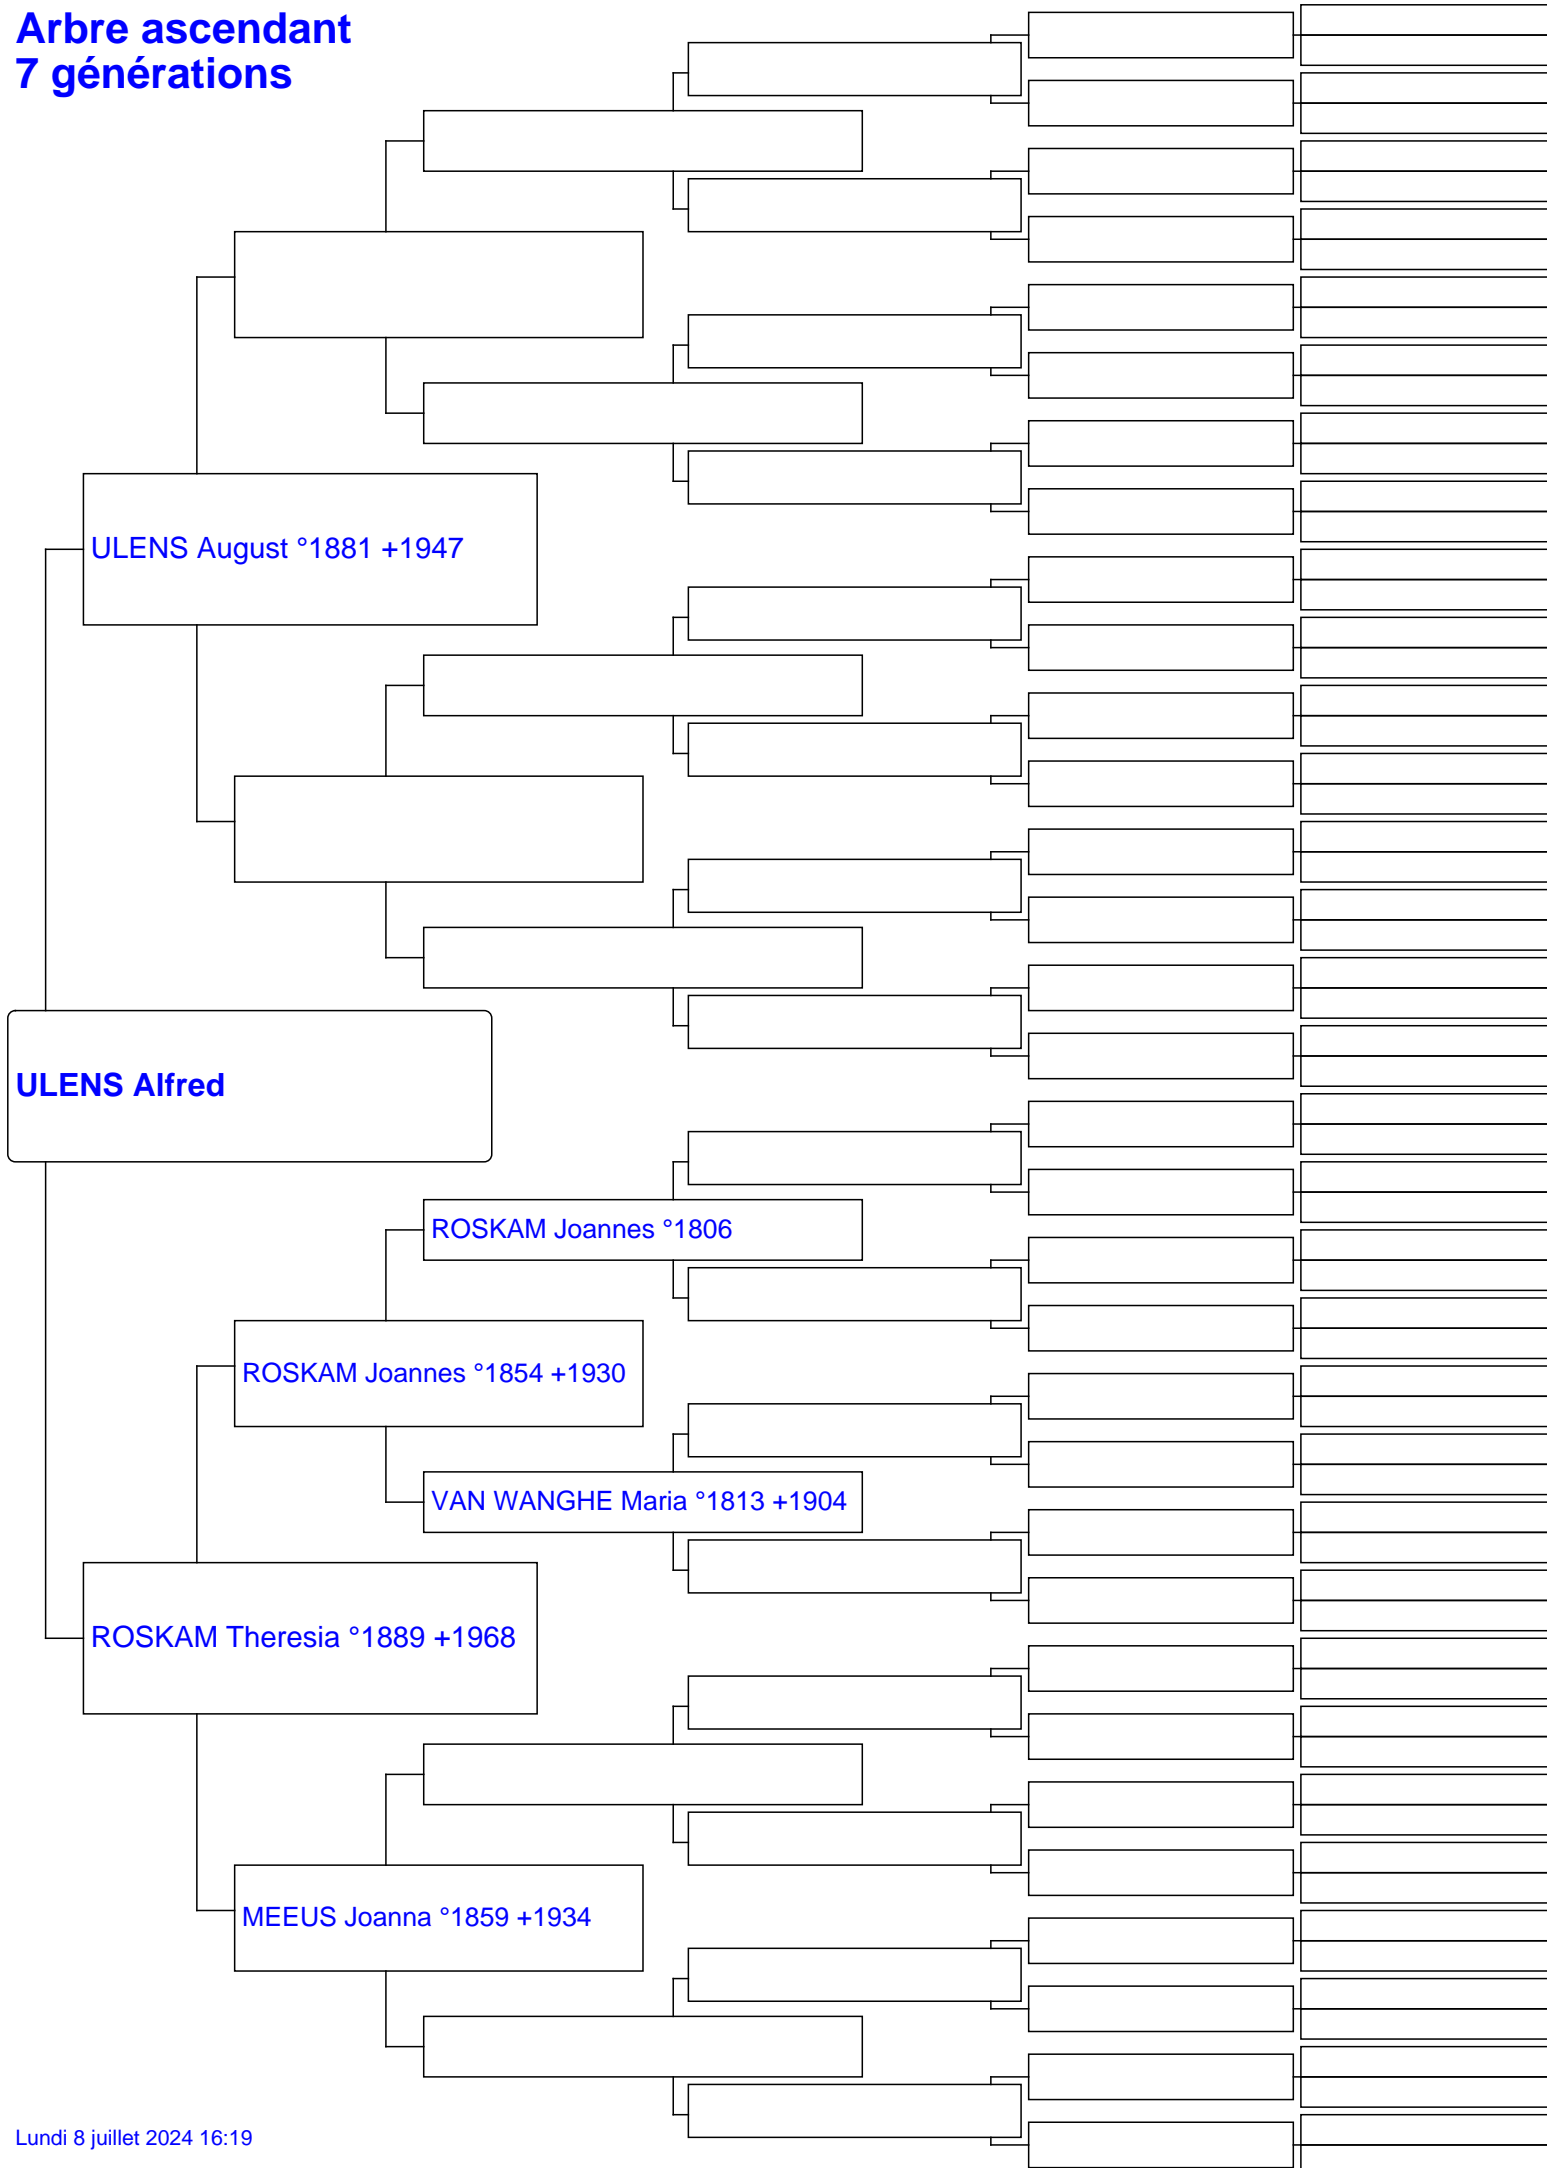 Arbre ascendant
7 générations
ULENS August °1881 +1947
ULENS Alfred
ROSKAM Joannes °1806
ROSKAM Joannes °1854 +1930
VAN WANGHE Maria °1813 +1904
ROSKAM Theresia °1889 +1968
MEEUS Joanna °1859 +1934
Lundi 8 juillet 2024 16:19